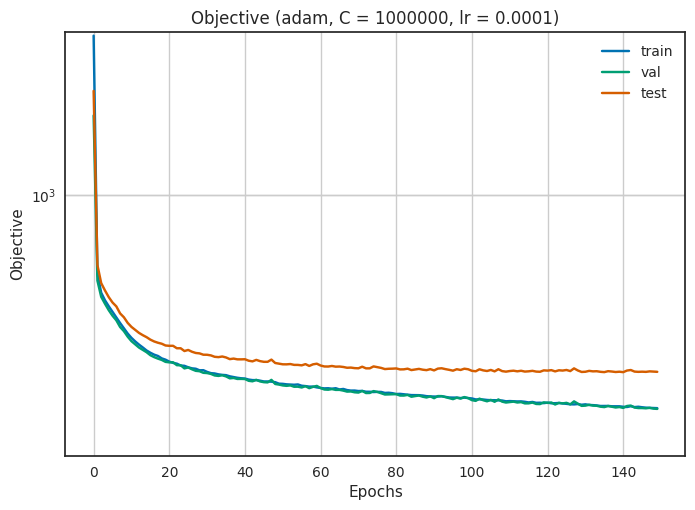 Objective (adam, C = 1000000, lr = 0.0001)
train
val
test
10³
Objective
0 20 40 60 80 100 120 140
Epochs